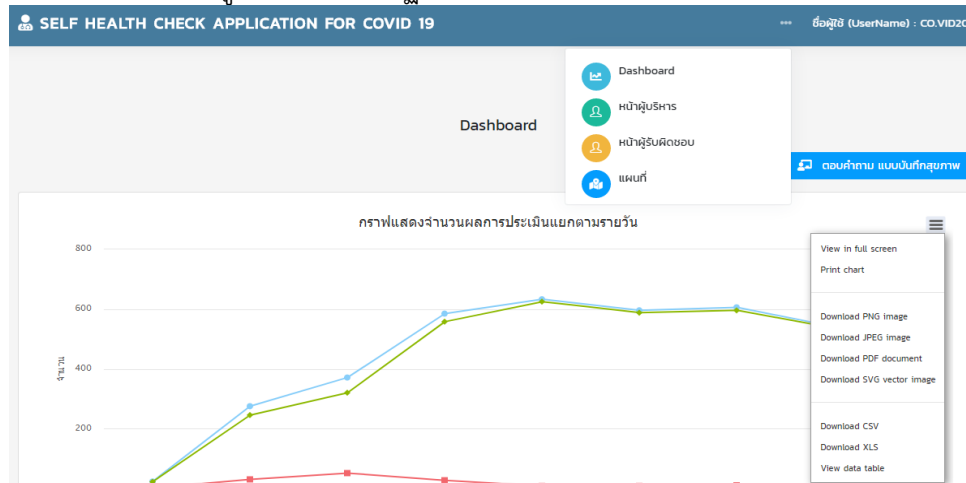 SELF HEALTH CHECK APPLICATION FOR COVID 19
ชื่อผู้ใช้ (UserName) : CO.VID2C
Dashboard
หน้าผู้บริหาร
หน้าผู้รับผิดชอบ
แผนที่
Dashboard
ตอบคำถาม แบบบันทึกสุขภาพ
กราฟแสดงจำนวนผลการประเมินแยกตามรายวัน
800
600
400
200
จำนวน
View in full screen
Print chart
Download PNG image
Download JPEG image
Download PDF document
Download SVG vector image
Download CSV
Download XLS
View data table